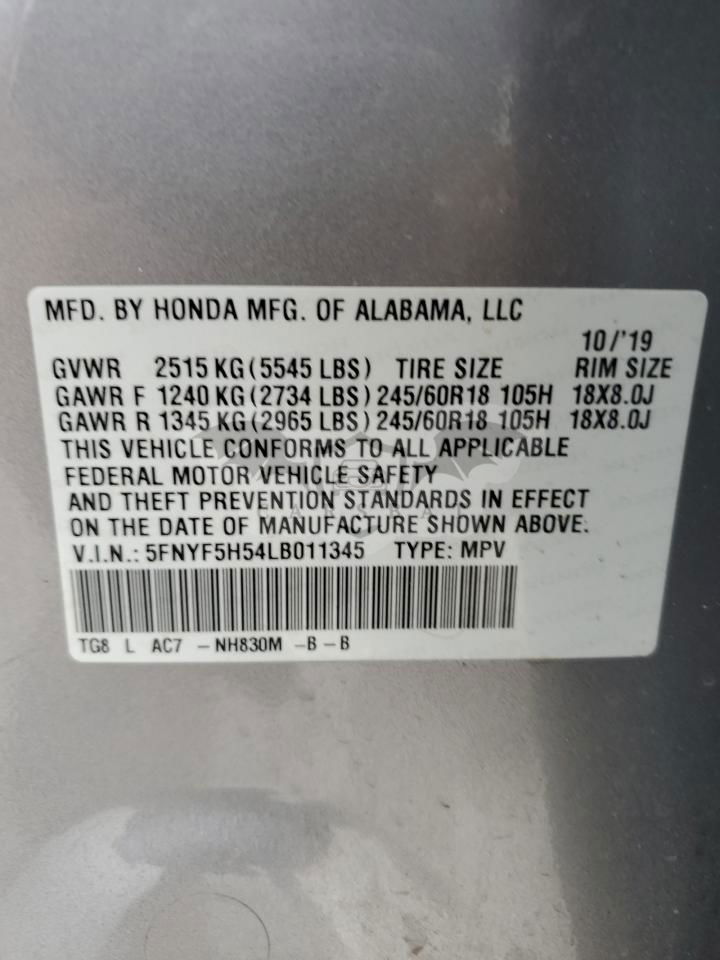 MFD. BY HONDA MFG. OF ALABAMA, LLC
10/'19
GVWR 2515 KG (5545 LBS) TIRE SIZE RIM SIZE
GAWR F 1240 KG (2734 LBS) 245/60R18 105H 18X8.0J
GAWR R 1345 KG (2965 LBS) 245/60R18 105H 18X8.0J
THIS VEHICLE CONFORMS TO ALL APPLICABLE
FEDERAL MOTOR VEHICLE SAFETY
AND THEFT PREVENTION STANDARDS IN EFFECT
ON THE DATE OF MANUFACTURE SHOWN ABOVE.
V.I.N.: 5FNYF5H54LB011345 TYPE: MPV
TG8 L AC7 -NH830M -B-B